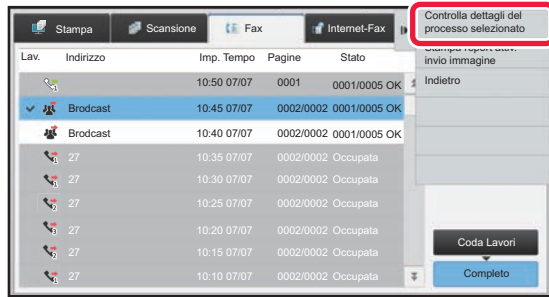 Stampa
Scansione
Fax
Internet-Fax
Controlla dettagli del
processo selezionato
invio immagine
Indietro
Lav. Indirizzo Imp. Tempo Pagine Stato
10:50 07/07 0001 0001/0005 OK
Brodcast 10:45 07/07 0002/0002 0001/0005 OK
Brodcast 10:40 07/07 0002/0002 0001/0005 OK
27 10:35 07/07 0002/0002 Occupata
27 10:30 07/07 0002/0002 Occupata
27 10:25 07/07 0002/0002 Occupata
27 10:20 07/07 0002/0002 Occupata
27 10:15 07/07 0002/0002 Occupata
27 10:10 07/07 0002/0002 Occupata
Coda Lavori
Completo